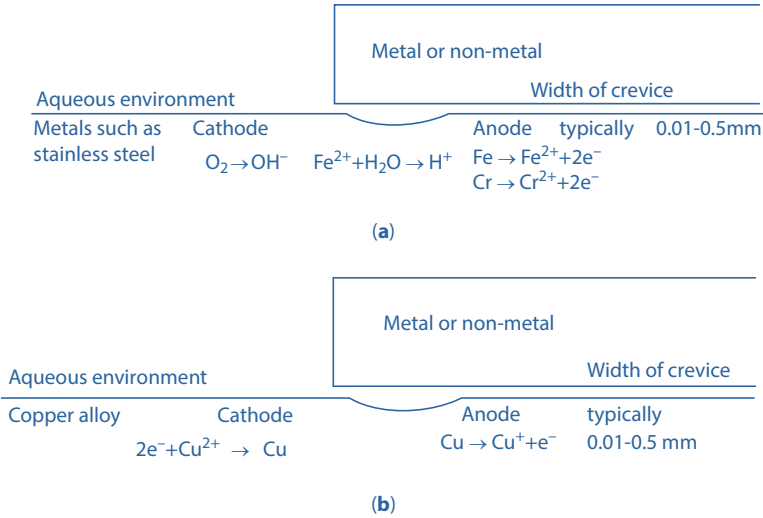 Metal or non-metal
Width of crevice
Aqueous environment
Metals such as Cathode Anode typically 0.01-0.5mm
stainless steel O₂→OH⁻ Fe²⁺+H₂O → H⁺ Fe → Fe²⁺+2e⁻
Cr → Cr²⁺+2e⁻
(a)
Metal or non-metal
Width of crevice
Aqueous environment
Copper alloy Cathode Anode typically
2e⁻+Cu²⁺ → Cu Cu → Cu⁺+e⁻ 0.01-0.5 mm
(b)